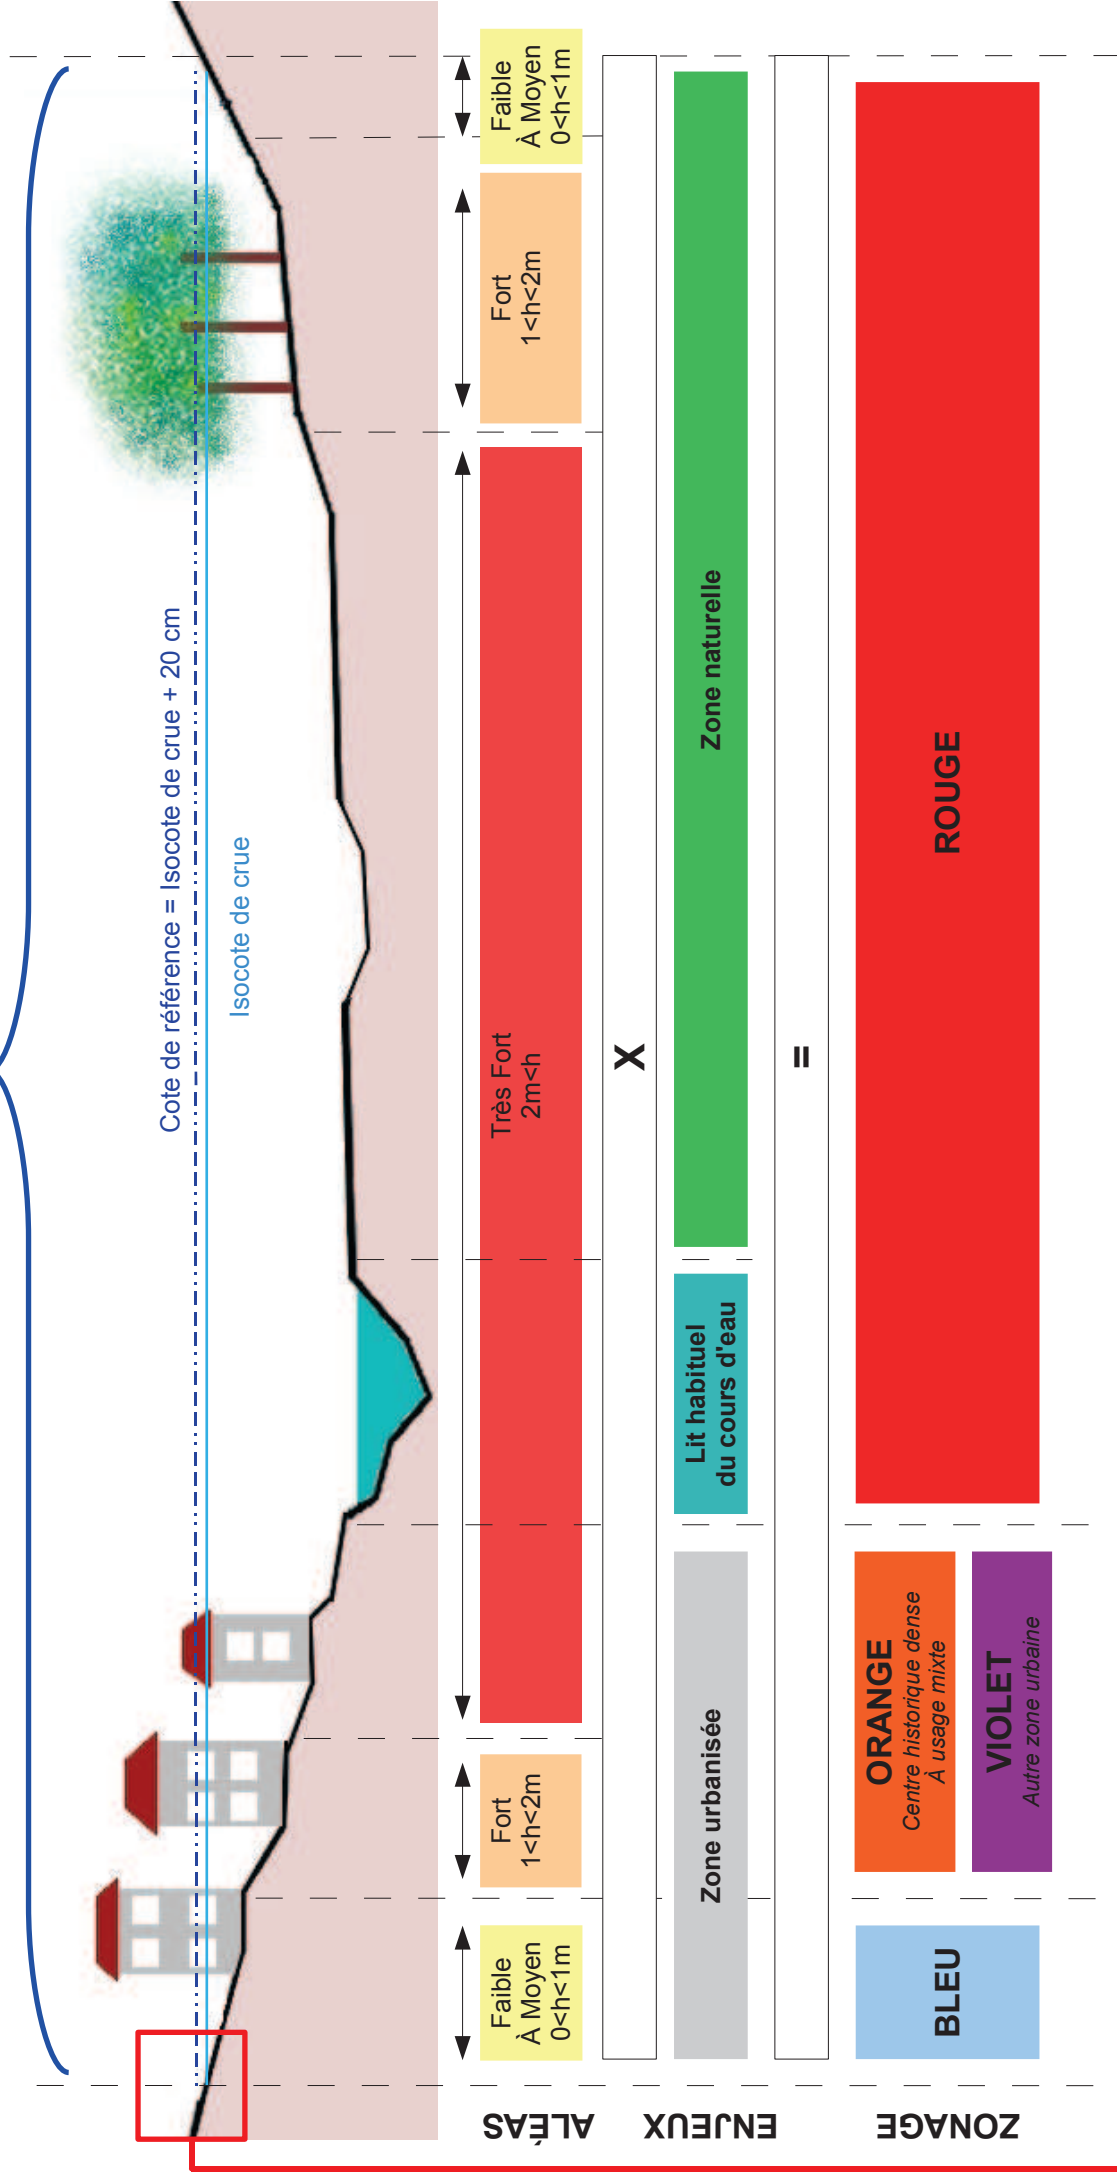 Cote de référence = Isocote de crue + 20 cm
Isocote de crue
ALÉAS
Faible
À Moyen
0<h<1m
Fort
1<h<2m
Très Fort
2m<h
Fort
1<h<2m
Faible
À Moyen
0<h<1m
X
ENJEUX
Zone urbanisée
Lit habituel
du cours d'eau
Zone naturelle
=
ZONAGE
BLEU
ORANGE
Centre historique dense
À usage mixte
VIOLET
Autre zone urbaine
ROUGE